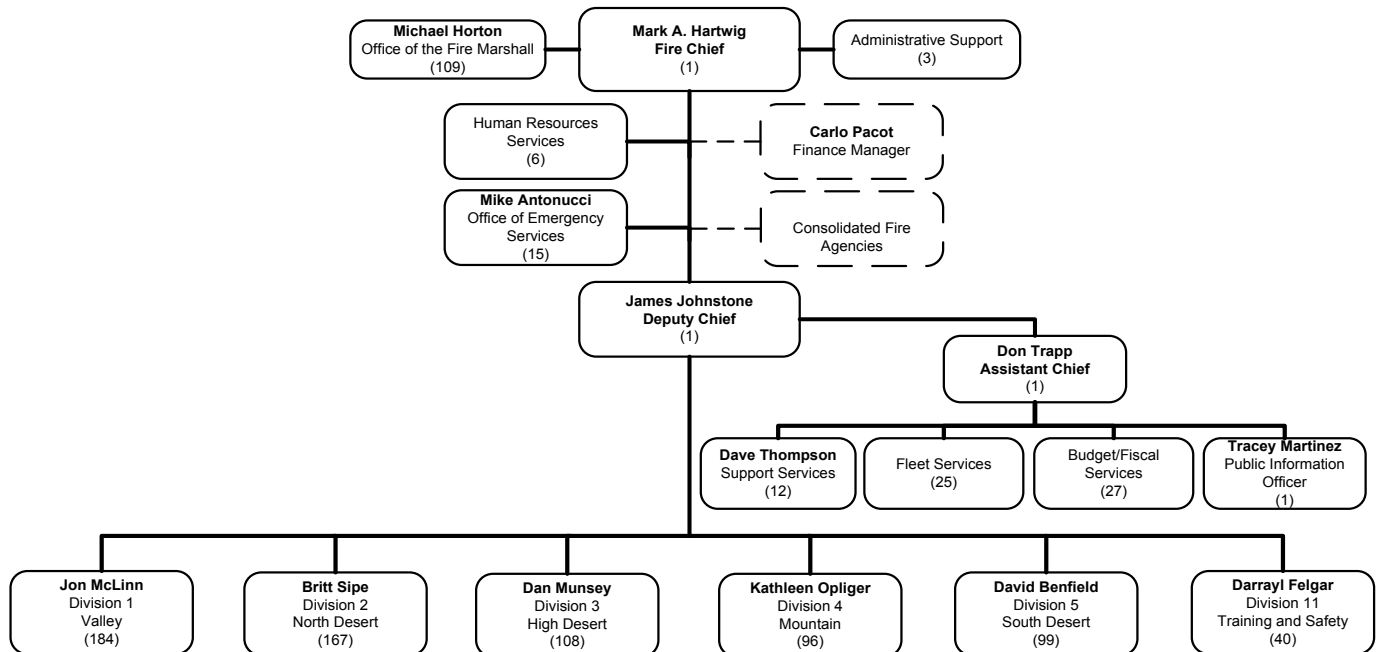 Michael Horton
Office of the Fire Marshall
(109)
Mark A. Hartwig
Fire Chief
(1)
Administrative Support
(3)
Human Resources
Services
(6)
Carlo Pacot
Finance Manager
Mike Antonucci
Office of Emergency
Services
(15)
Consolidated Fire
Agencies
James Johnstone
Deputy Chief
(1)
Don Trapp
Assistant Chief
(1)
Dave Thompson
Support Services
(12)
Fleet Services
(25)
Budget/Fiscal
Services
(27)
Tracey Martinez
Public Information
Officer
(1)
Jon McLinn
Division 1
Valley
(184)
Britt Sipe
Division 2
North Desert
(167)
Dan Munsey
Division 3
High Desert
(108)
Kathleen Opliger
Division 4
Mountain
(96)
David Benfield
Division 5
South Desert
(99)
Darrayl Felgar
Division 11
Training and Safety
(40)